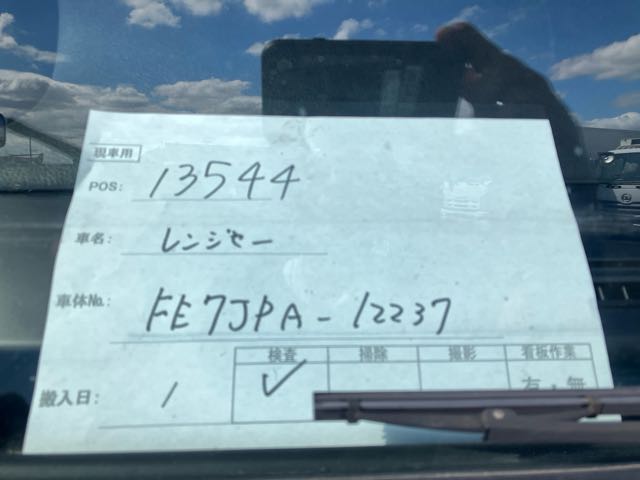 現車用
POS: 13544
車名: レンジャー
車体No.: FE7JPA-12237
検査 掃除 撮影 看板作業
搬入日: 1 ✓ 有・無